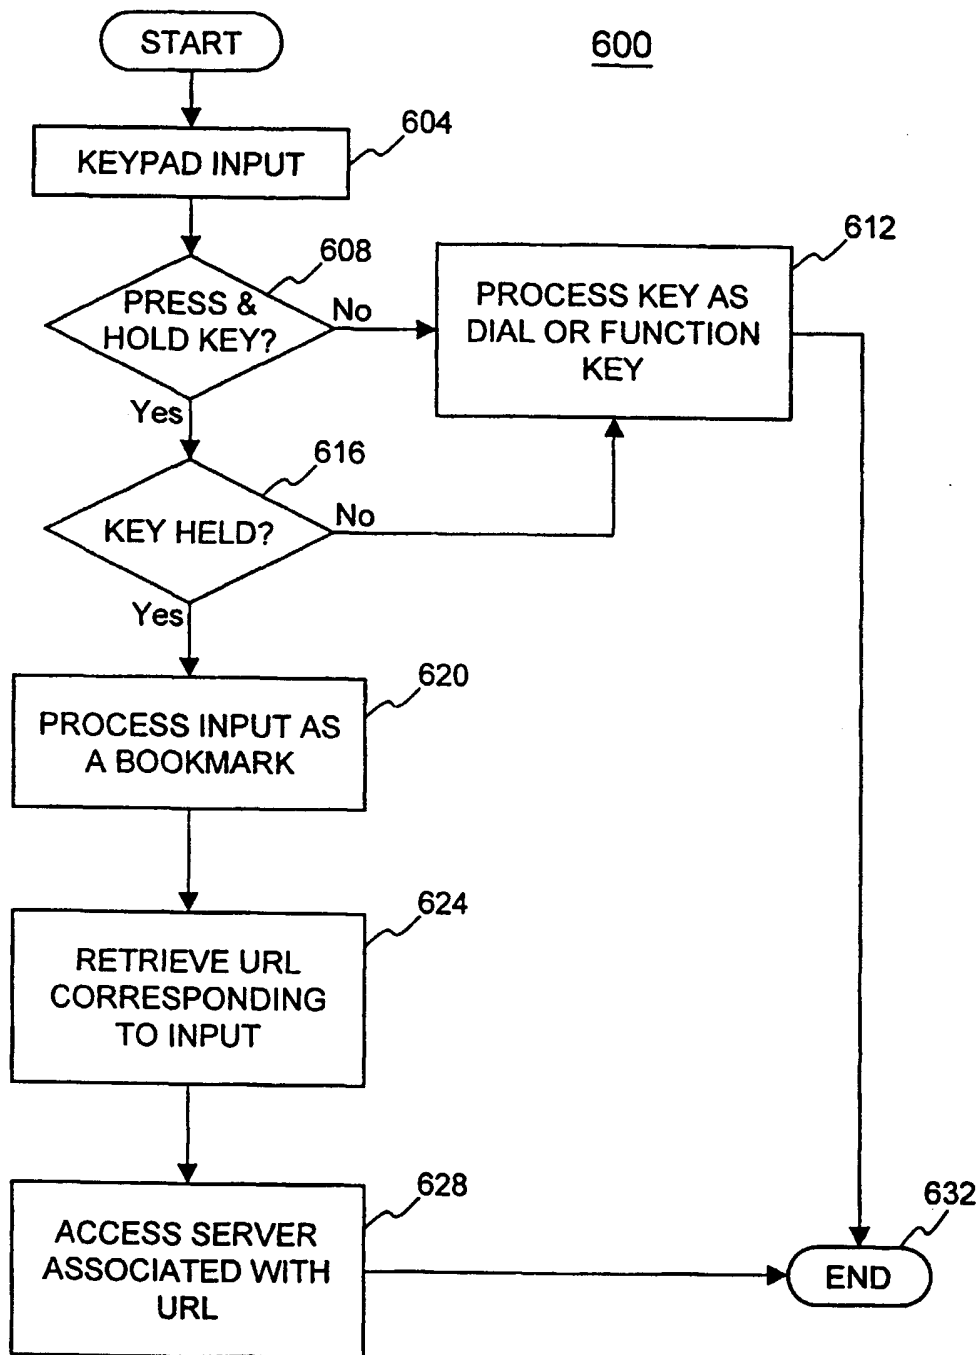 START
600
604
KEYPAD INPUT
608
PRESS &
HOLD KEY?
No
612
PROCESS KEY AS
DIAL OR FUNCTION
KEY
Yes
616
KEY HELD?
No
Yes
620
PROCESS INPUT AS
A BOOKMARK
624
RETRIEVE URL
CORRESPONDING
TO INPUT
628
ACCESS SERVER
ASSOCIATED WITH
URL
632
END